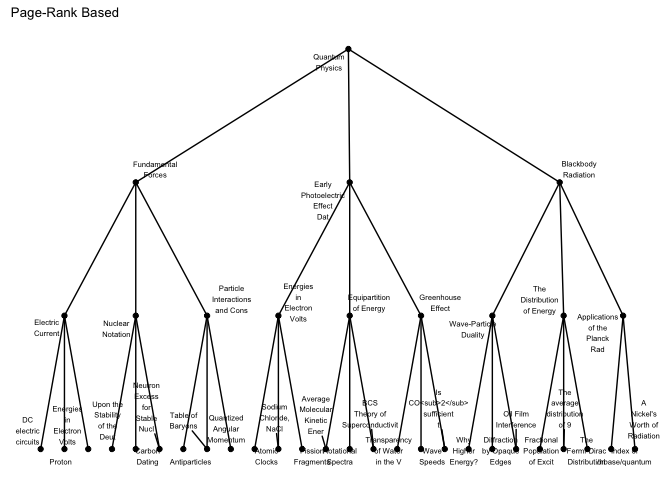 Page-Rank Based
Quantum
Physics
Fundamental
Forces
Early
Photoelectric
Effect
Dat
Blackbody
Radiation
Electric
Current
Nuclear
Notation
Particle
Interactions
and Cons
Energies
in
Electron
Volts
Equipartition
of Energy
Greenhouse
Effect
Wave-Particle
Duality
The
Distribution
of Energy
Applications
of the
Planck
Rad
DC
electric
circuits
Energies
in
Electron
Volts
Proton
Upon the
Stability
of the
Deut
Neutron
Excess
for
Stable
Nucl
Carbon
Dating
Table of
Baryons
Antiparticles
Quantized
Angular
Momentum
Sodium
Chloride,
NaCl
Atomic
Clocks
Average
Molecular
Kinetic
Ener
Fission
Fragments
Rotational
Spectra
BCS
Theory of
Superconductivit
Transparency
of Water
in the V
Is
CO<sub>2</sub>
sufficient
t
Wave
Speeds
Why
Higher
Energy?
Diffraction
by Opaque
Edges
Oil Film
Interference
Fractional
Population
of Excit
The
average
distribution
of 9
The
Fermi-Dirac
Distribution
Index of
A
Nickel's
Worth of
Radiation